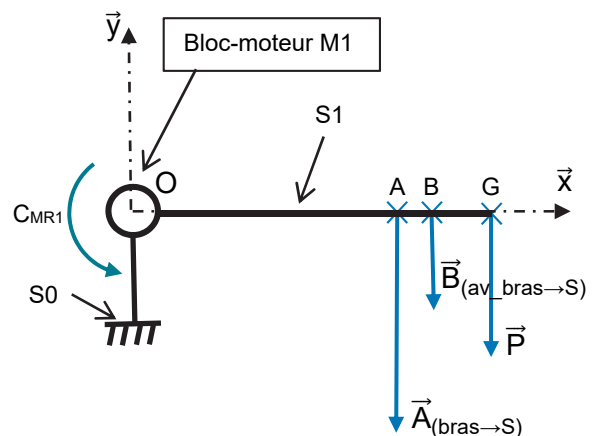 y⃗
Bloc-moteur M1
S1
O
A B G
x⃗
CMR1
S0
B⃗(av_bras→S)
P⃗
A⃗(bras→S)